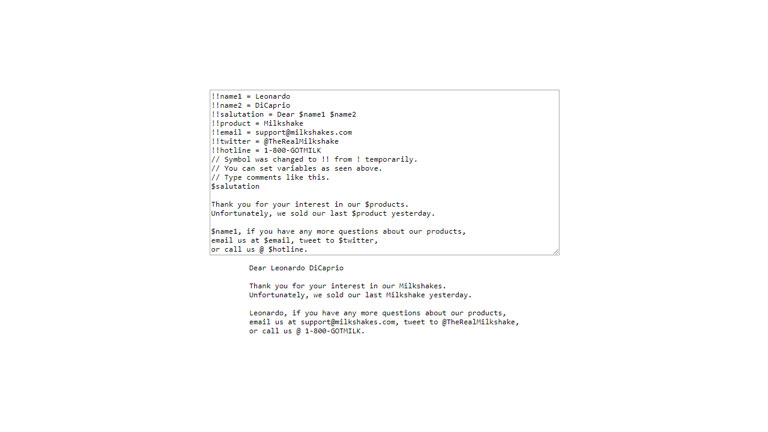 !!name1 = Leonardo
!!name2 = DiCaprio
!!salutation = Dear $name1 $name2
!!product = Milkshake
!!email = support@milkshakes.com
!!twitter = @TheRealMilkshake
!!hotline = 1-800-GOTMILK
// Symbol was changed to !! from ! temporarily.
// You can set variables as seen above.
// Type comments like this.
$salutation
Thank you for your interest in our $products.
Unfortunately, we sold our last $product yesterday.
$name1, if you have any more questions about our products,
email us at $email, tweet to $twitter,
or call us @ $hotline.
Dear Leonardo DiCaprio
Thank you for your interest in our Milkshakes.
Unfortunately, we sold our last Milkshake yesterday.
Leonardo, if you have any more questions about our products,
email us at support@milkshakes.com, tweet to @TheRealMilkshake,
or call us @ 1-800-GOTMILK.